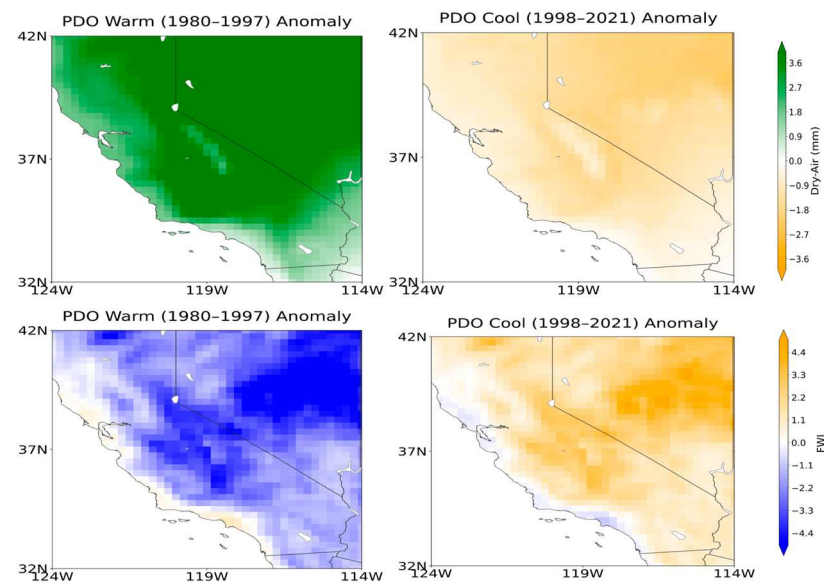 PDO Warm (1980–1997) Anomaly
PDO Cool (1998–2021) Anomaly
42N
37N
32N
124W
119W
114W
42N
37N
32N
124W
119W
114W
3.6
2.7
1.8
0.9
0.0
−0.9
−1.8
−2.7
−3.6
Dry-Air (mm)
PDO Warm (1980–1997) Anomaly
PDO Cool (1998–2021) Anomaly
42N
37N
32N
124W
119W
114W
42N
37N
32N
124W
119W
114W
4.4
3.3
2.2
1.1
0.0
−1.1
−2.2
−3.3
−4.4
FWI